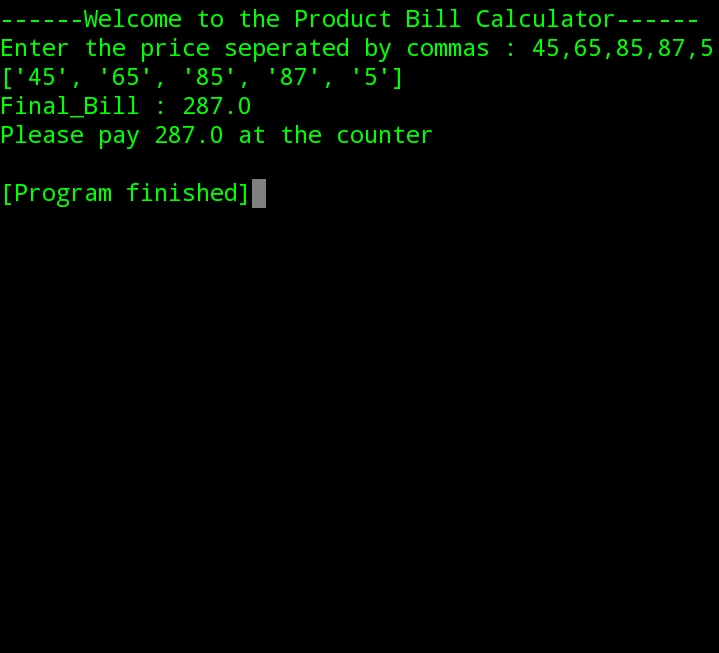 ------Welcome to the Product Bill Calculator------
Enter the price seperated by commas : 45,65,85,87,5
['45', '65', '85', '87', '5']
Final_Bill : 287.0
Please pay 287.0 at the counter
[Program finished]